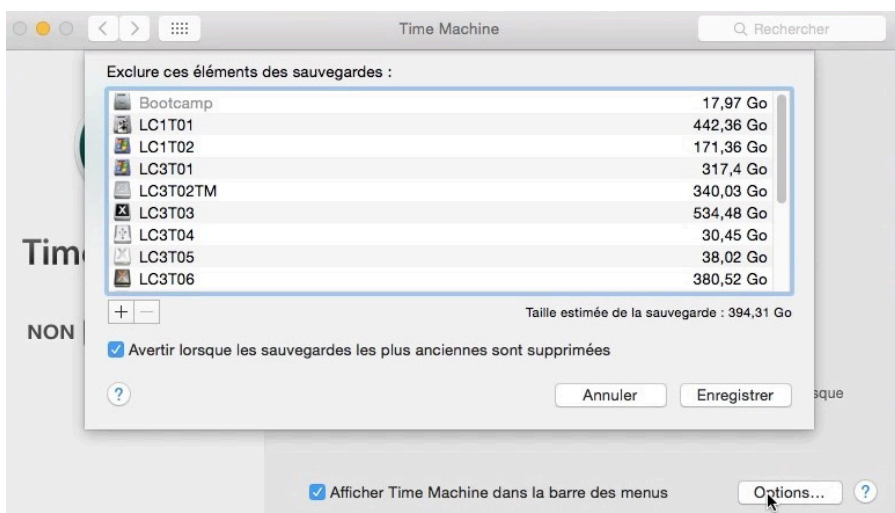 Time Machine
Rechercher
Exclure ces éléments des sauvegardes :
Bootcamp 17,97 Go
LC1T01 442,36 Go
LC1T02 171,36 Go
LC3T01 317,4 Go
LC3T02TM 340,03 Go
LC3T03 534,48 Go
LC3T04 30,45 Go
LC3T05 38,02 Go
LC3T06 380,52 Go
Tim
+ − Taille estimée de la sauvegarde : 394,31 Go
NON
Avertir lorsque les sauvegardes les plus anciennes sont supprimées
? Annuler Enregistrer sque
Afficher Time Machine dans la barre des menus Options... ?